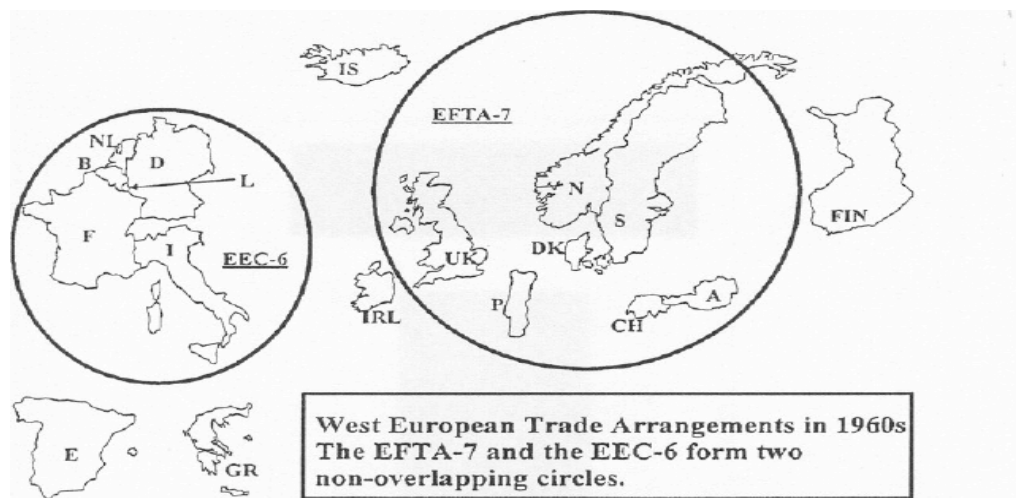 IS
EFTA-7
NL
B
D
L
N
F
S
FIN
I
EEC-6
UK
DK
P
A
IRL
CH
E
GR
West European Trade Arrangements in 1960s
The EFTA-7 and the EEC-6 form two
non-overlapping circles.